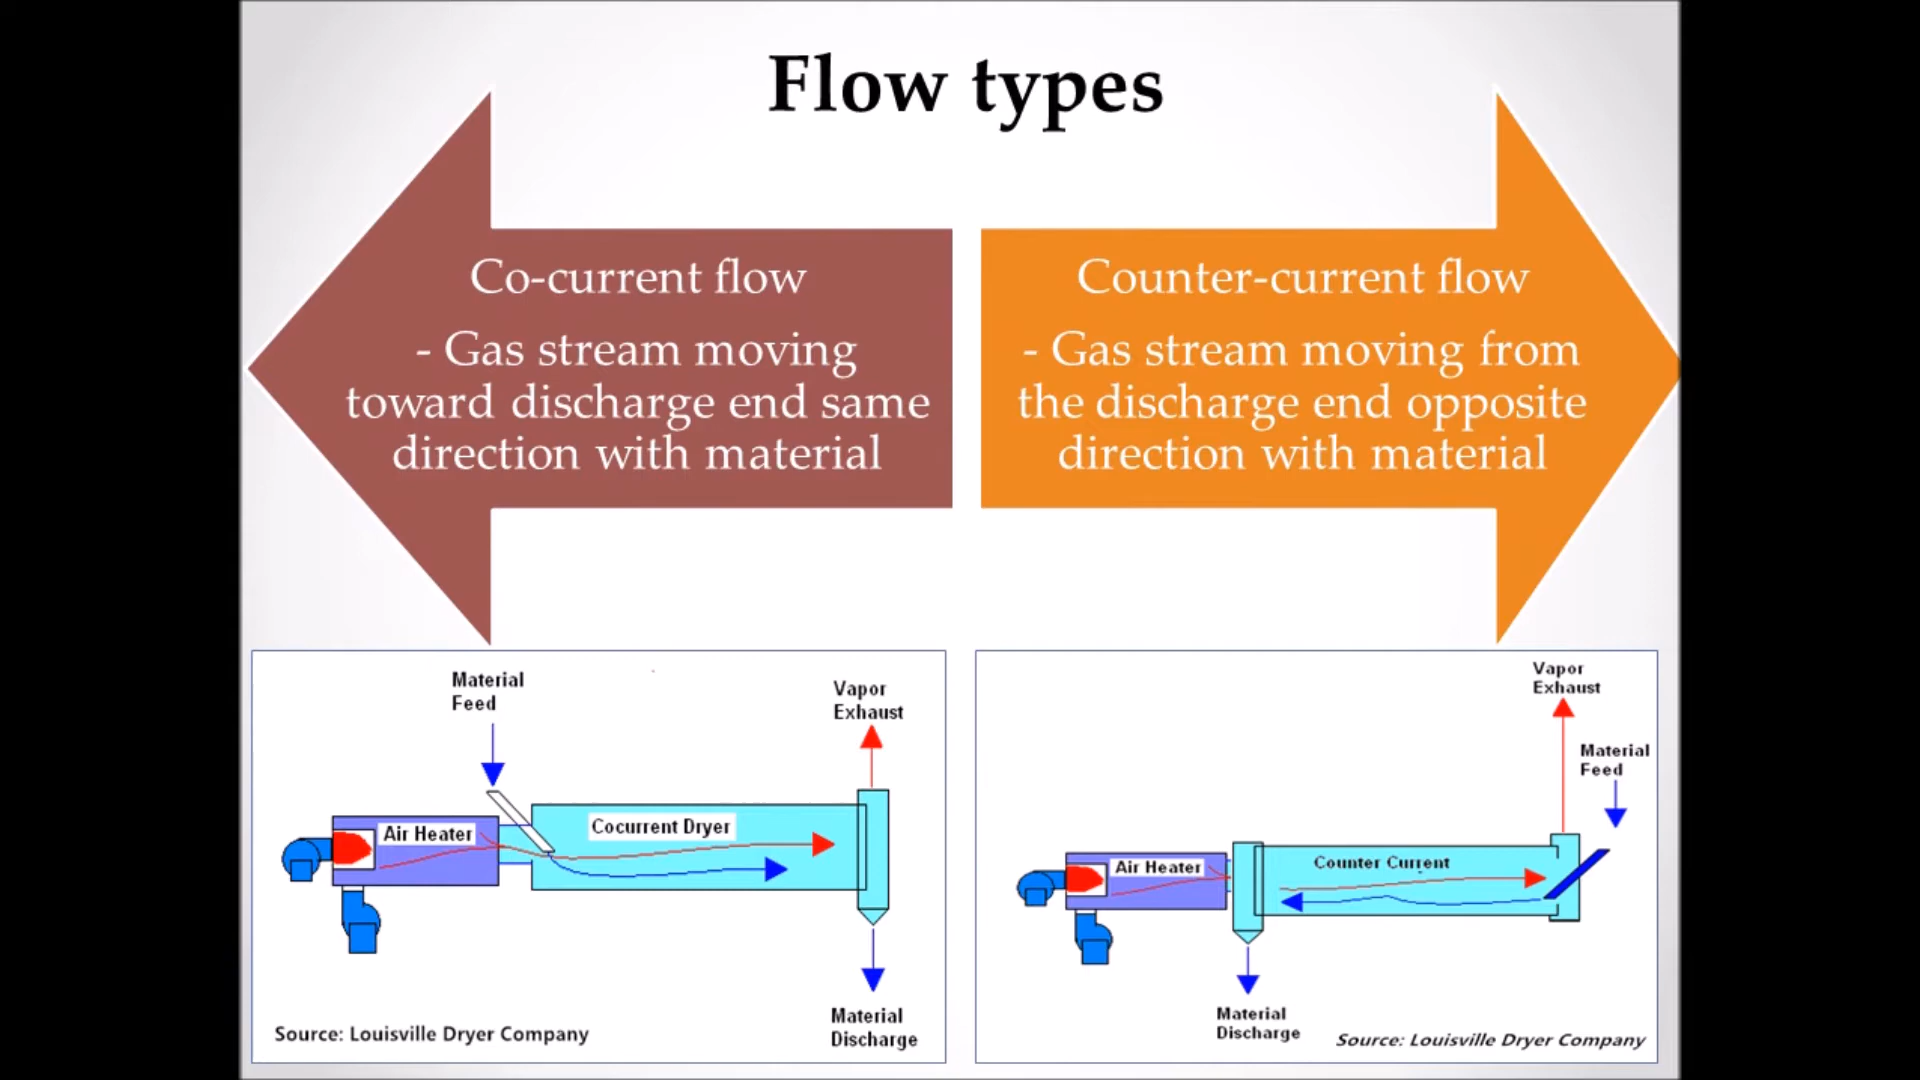 Flow types
Co-current flow
- Gas stream moving
toward discharge end same
direction with material
Counter-current flow
- Gas stream moving from
the discharge end opposite
direction with material
Material
Feed
Vapor
Exhaust
Air Heater
Cocurrent Dryer
Material
Discharge
Source: Louisville Dryer Company
Vapor
Exhaust
Material
Feed
Air Heater
Counter Current
Material
Discharge
Source: Louisville Dryer Company